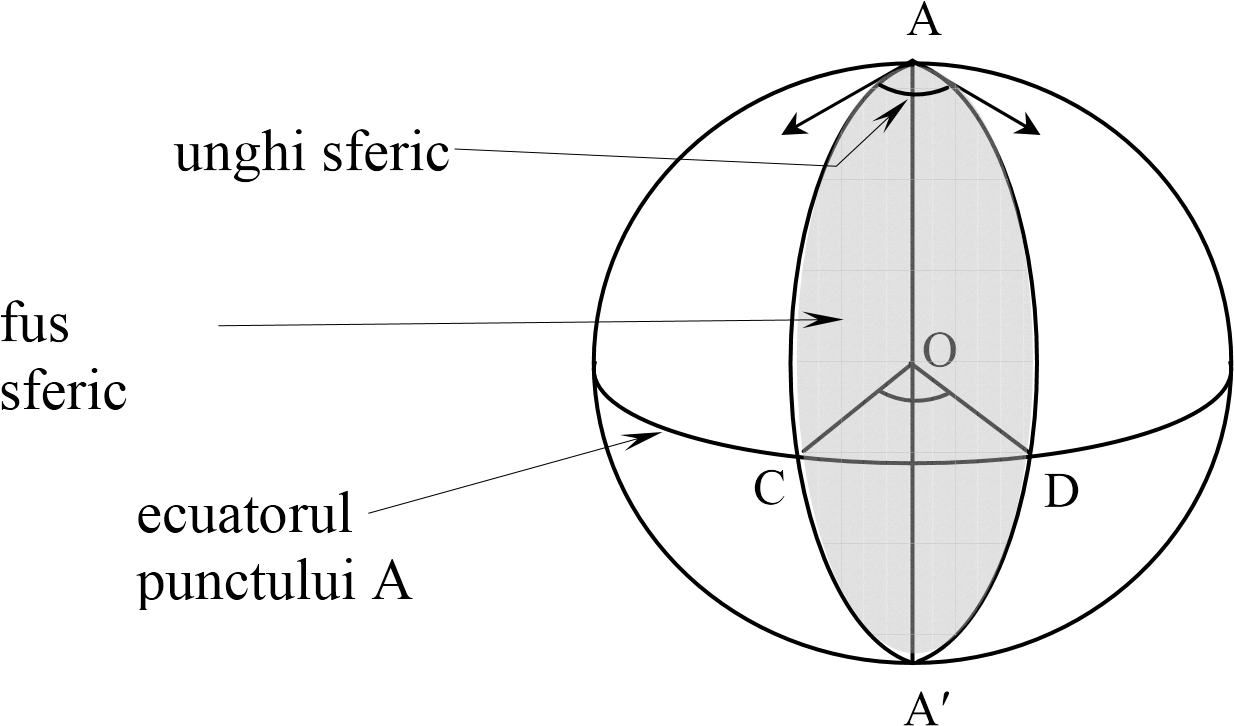 A
unghi sferic
fus
sferic
O
C
D
ecuatorul
punctului A
A′